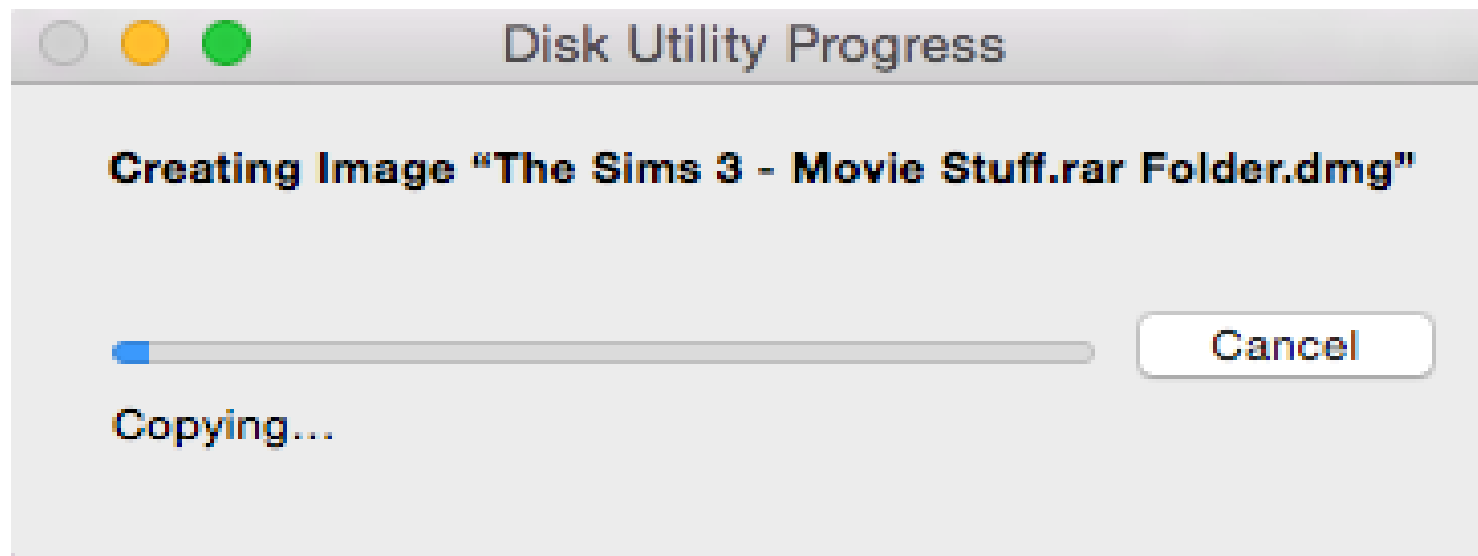 Disk Utility Progress
Creating Image “The Sims 3 - Movie Stuff.rar Folder.dmg”
Cancel
Copying...